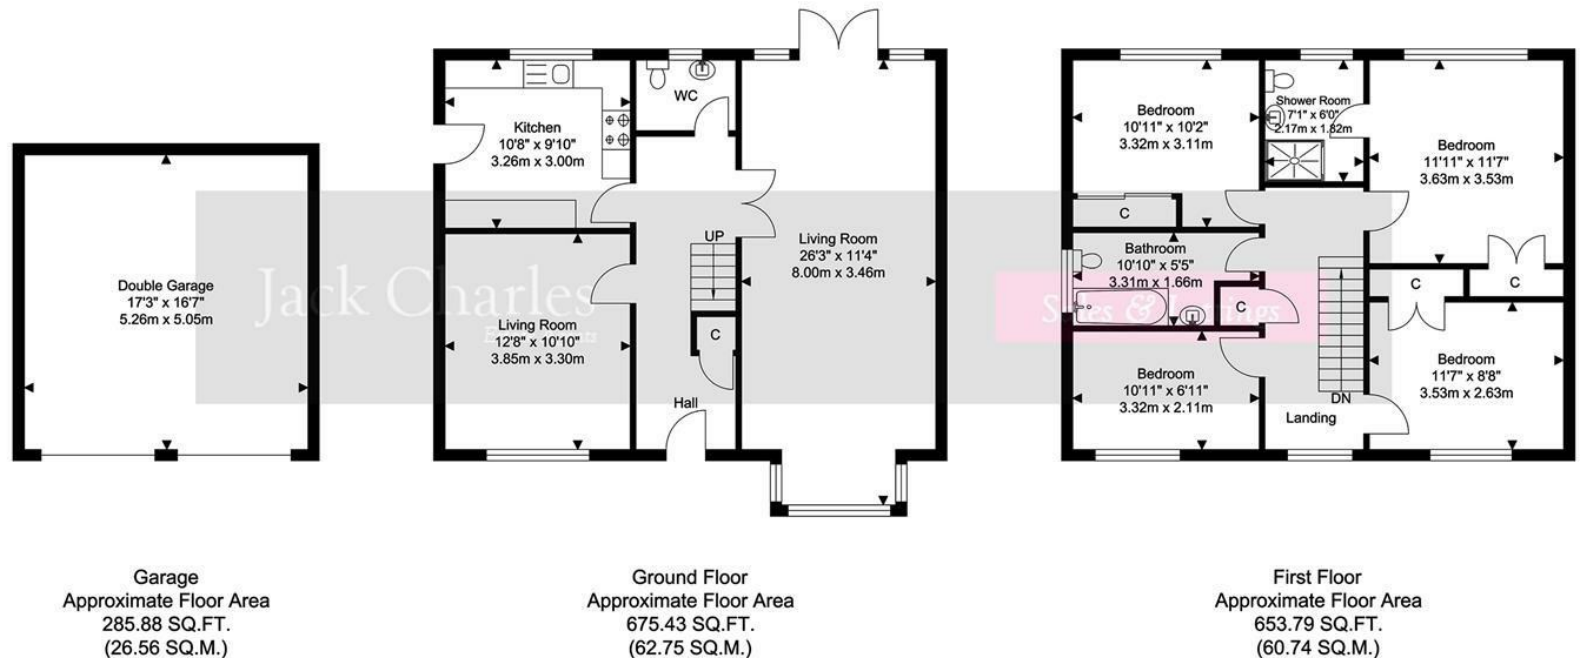 Double Garage
17'3" x 16'7"
5.26m x 5.05m
Kitchen
10'8" x 9'10"
3.26m x 3.00m
WC
Living Room
26'3" x 11'4"
8.00m x 3.46m
UP
Living Room
12'8" x 10'10"
3.85m x 3.30m
C
Hall
Bedroom
10'11" x 10'2"
3.32m x 3.11m
Shower Room
7'1" x 6'0"
2.17m x 1.82m
Bedroom
11'11" x 11'7"
3.63m x 3.53m
C
Bathroom
10'10" x 5'5"
3.31m x 1.66m
C
C
C
Bedroom
10'11" x 6'11"
3.32m x 2.11m
Bedroom
11'7" x 8'8"
3.53m x 2.63m
DN
Landing
Jack Charles
Sales & Lettings
Garage
Approximate Floor Area
285.88 SQ.FT.
(26.56 SQ.M.)
Ground Floor
Approximate Floor Area
675.43 SQ.FT.
(62.75 SQ.M.)
First Floor
Approximate Floor Area
653.79 SQ.FT.
(60.74 SQ.M.)